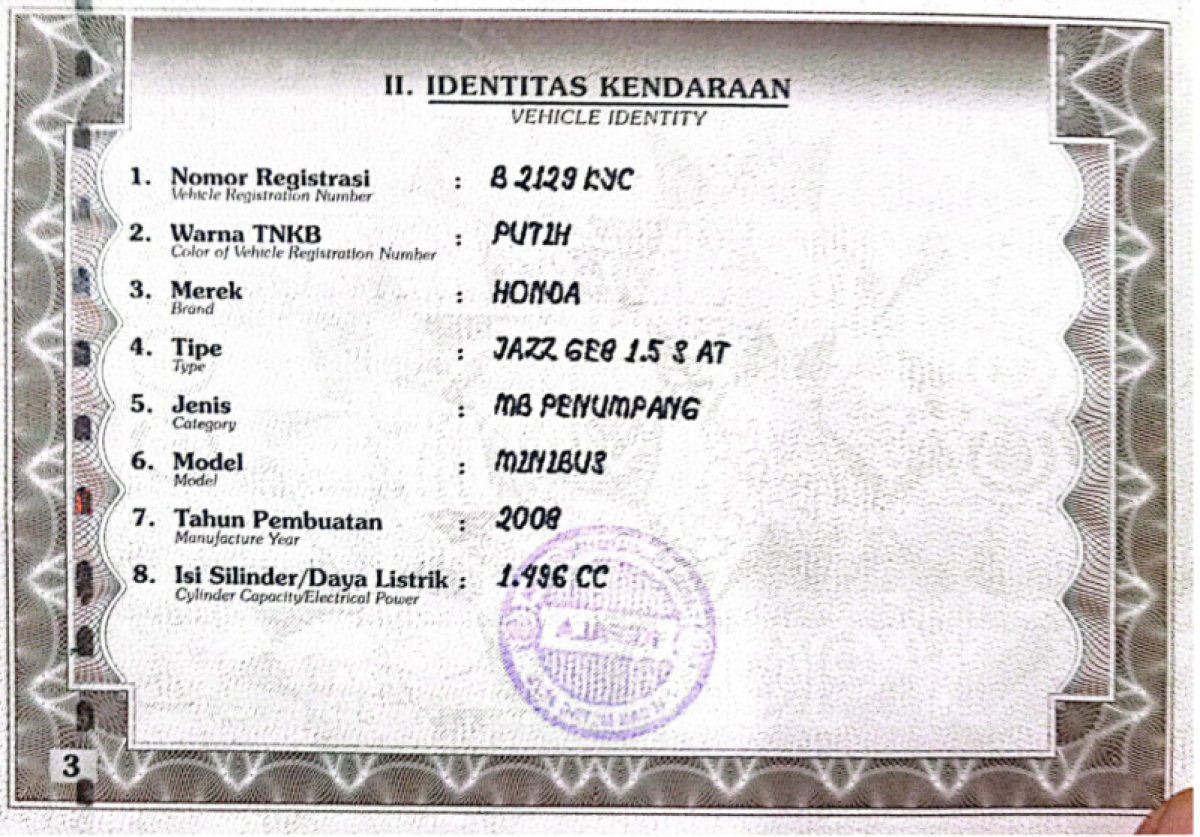 II. IDENTITAS KENDARAAN
VEHICLE IDENTITY
1. Nomor Registrasi : B 2129 KYC
Vehicle Registration Number
2. Warna TNKB : PUTIH
Color of Vehicle Registration Number
3. Merek : HONDA
Brand
4. Tipe : JAZZ GE8 1.5 S AT
Type
5. Jenis : MB PENUMPANG
Category
6. Model : MINIBUS
Model
7. Tahun Pembuatan : 2008
Manufacture Year
8. Isi Silinder/Daya Listrik : 1.496 CC
Cylinder Capacity/Electrical Power
3